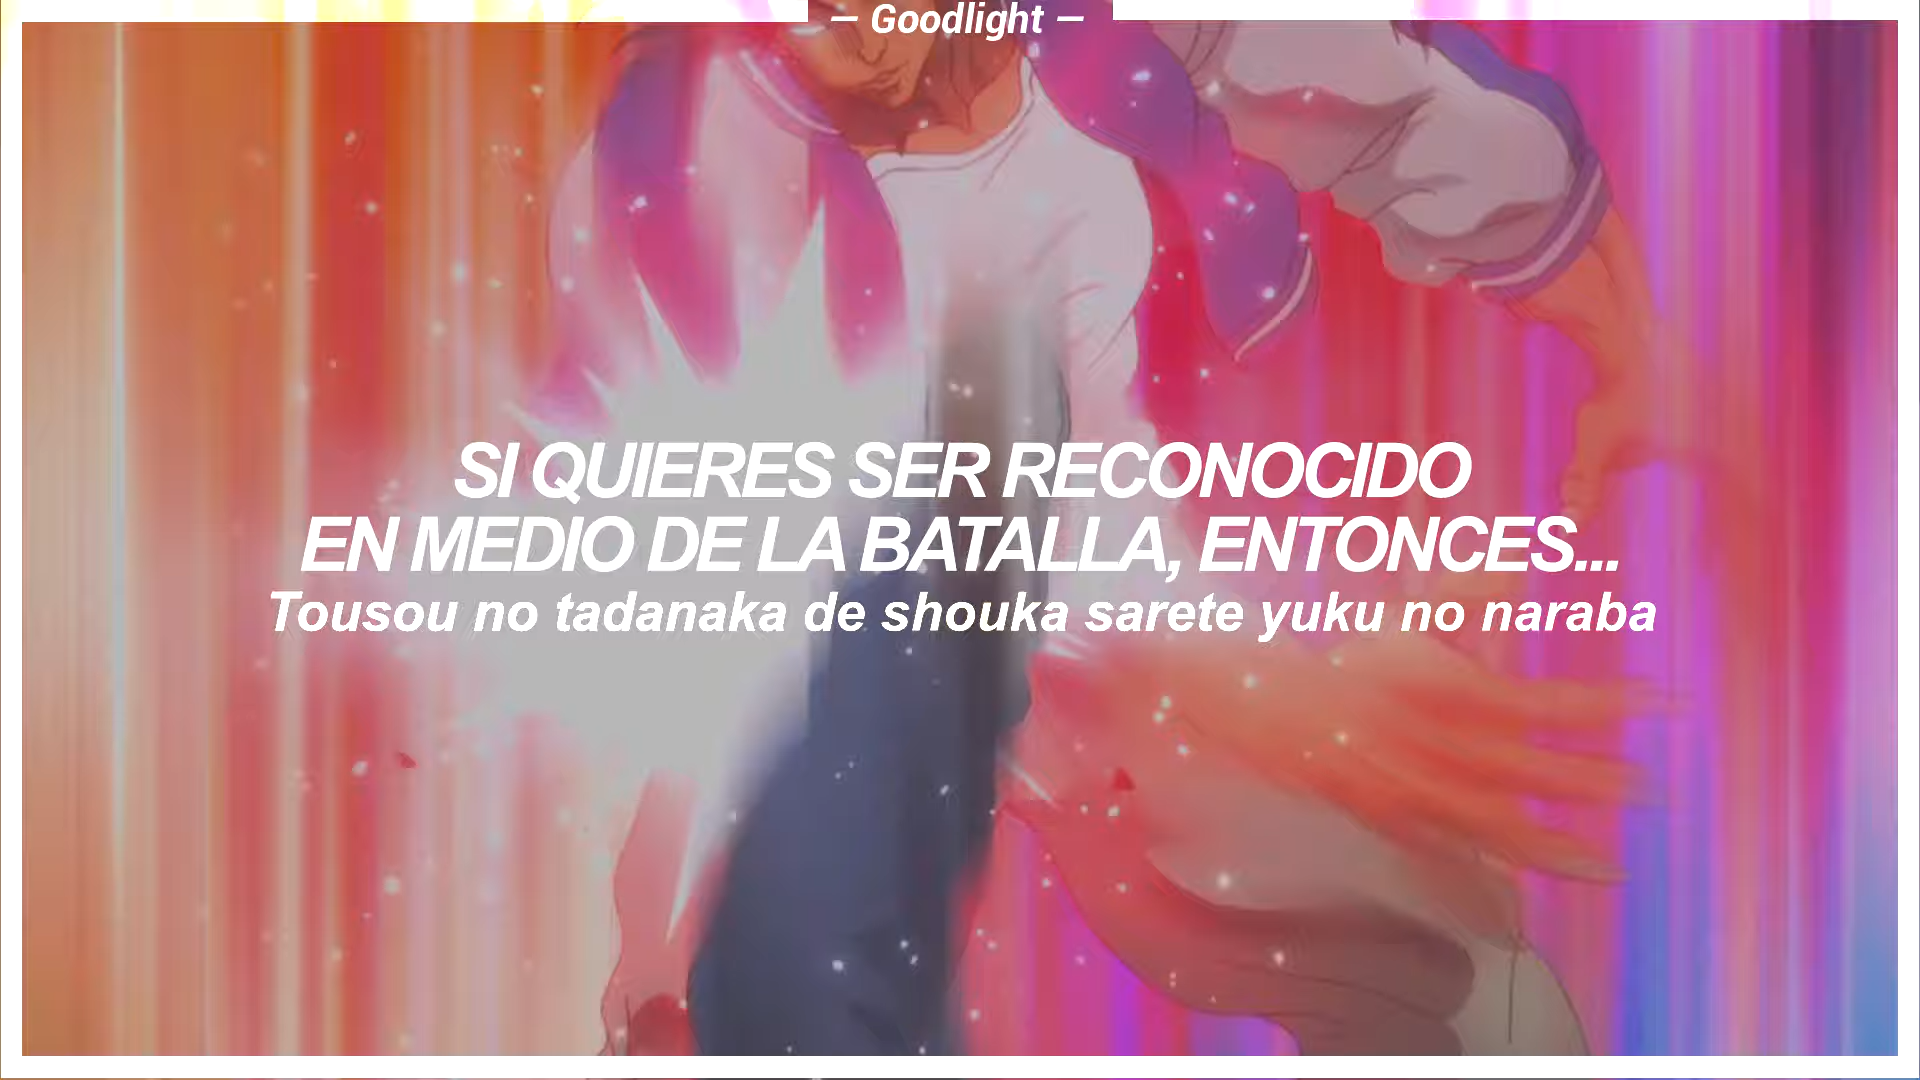 — Goodlight —
SI QUIERES SER RECONOCIDO
EN MEDIO DE LA BATALLA, ENTONCES...
Tousou no tadanaka de shouka sarete yuku no naraba